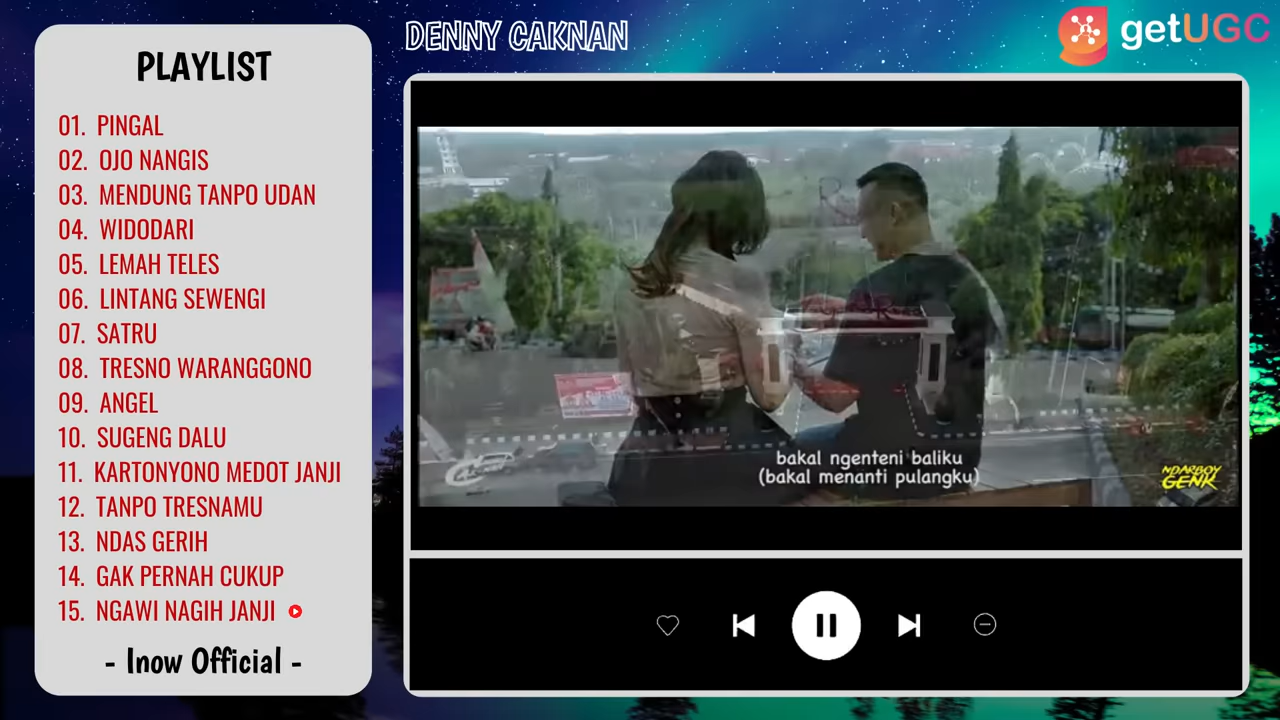 DENNY CAKNAN
getUGC
PLAYLIST
01. PINGAL
02. OJO NANGIS
03. MENDUNG TANPO UDAN
04. WIDODARI
05. LEMAH TELES
06. LINTANG SEWENGI
07. SATRU
08. TRESNO WARANGGONO
09. ANGEL
10. SUGENG DALU
11. KARTONYONO MEDOT JANJI
12. TANPO TRESNAMU
13. NDAS GERIH
14. GAK PERNAH CUKUP
15. NGAWI NAGIH JANJI
- Inow Official -
bakal ngenteni baliku
(bakal menanti pulangku)
NDARBOY
GENK